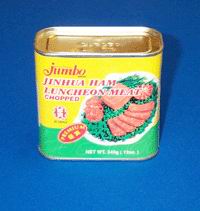 Jumbo
JINHUA HAM
LUNCHEON MEAT
CHOPPED
NET WT. 340g (12oz.)